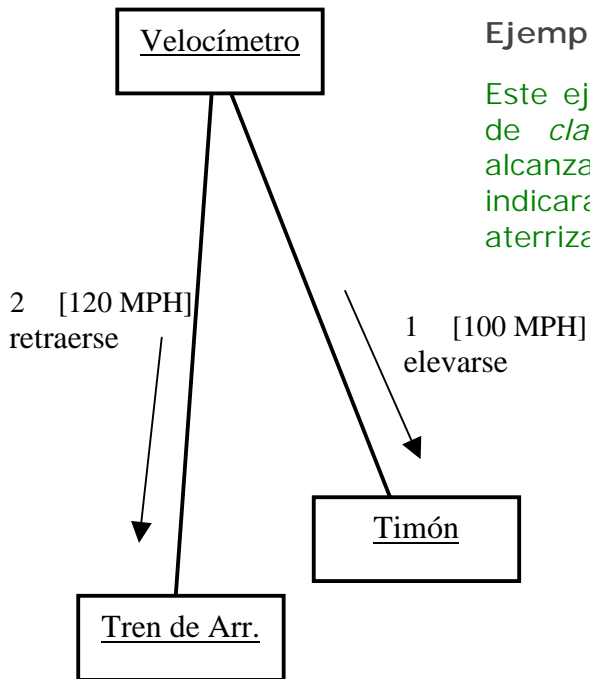 Velocímetro
Ejemp
Este ej
de cla
alcanza
indicara
aterriza
2 [120 MPH]
retraerse
1 [100 MPH]
elevarse
Timón
Tren de Arr.